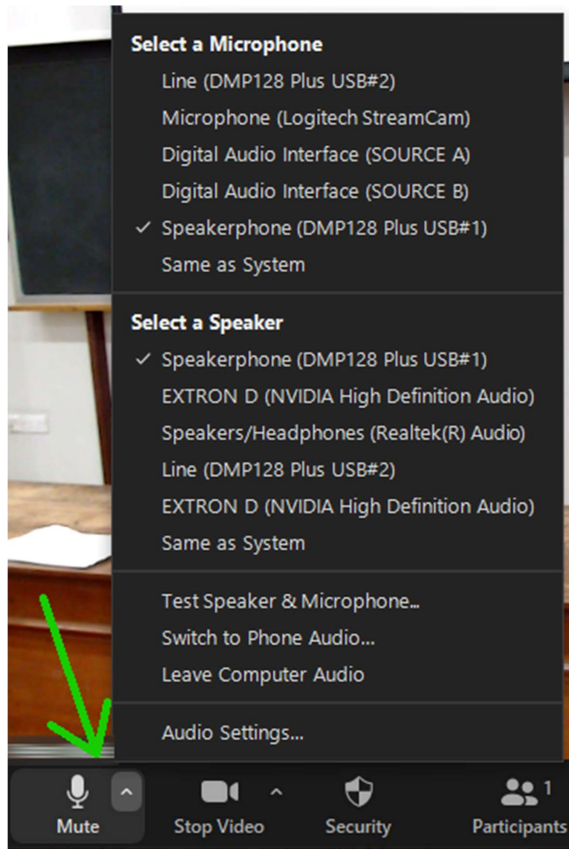 Select a Microphone
Line (DMP128 Plus USB#2)
Microphone (Logitech StreamCam)
Digital Audio Interface (SOURCE A)
Digital Audio Interface (SOURCE B)
Speakerphone (DMP128 Plus USB#1)
Same as System
Select a Speaker
Speakerphone (DMP128 Plus USB#1)
EXTRON D (NVIDIA High Definition Audio)
Speakers/Headphones (Realtek(R) Audio)
Line (DMP128 Plus USB#2)
EXTRON D (NVIDIA High Definition Audio)
Same as System
Test Speaker & Microphone...
Switch to Phone Audio...
Leave Computer Audio
Audio Settings...
1
Mute Stop Video Security Participants